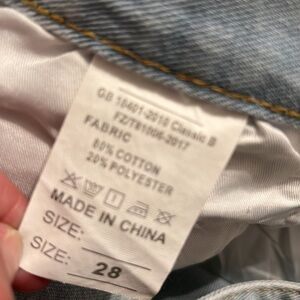 GB 18401-2010 Classic B
FZ/T81006-2017
FABRIC
80% COTTON
20% POLYESTER
MADE IN CHINA
SIZE:
SIZE: 28